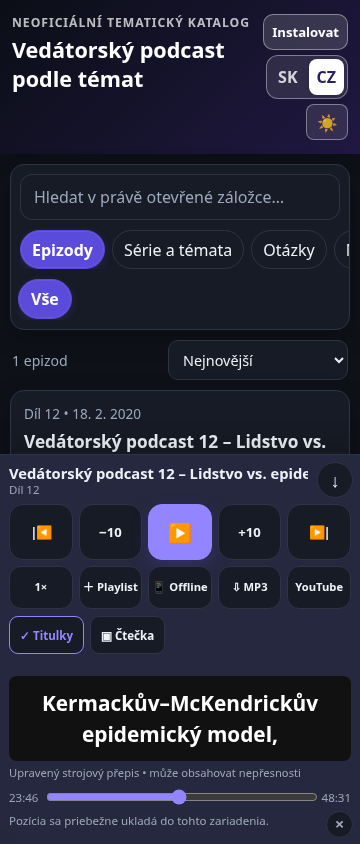 NEOFICIÁLNÍ TEMATICKÝ KATALOG
Vedátorský podcast
podle témat
Instalovat
SK CZ
Hledat v právě otevřené záložce...
Epizody Série a témata Otázky
Vše
1 epizod
Nejnovější
Díl 12 • 18. 2. 2020
Vedátorský podcast 12 – Lidstvo vs.
Vedátorský podcast 12 – Lidstvo vs. epide
Díl 12
↓
|◀ −10 ▶ +10 ▶|
1× + Playlist Offline ⇩ MP3 YouTube
✓ Titulky ▣ Čtečka
Kermackův–McKendrickův
epidemický model,
Upravený strojový přepis • může obsahovat nepřesnosti
23:46 48:31
Pozícia sa priebežne ukladá do tohto zariadenia.
×